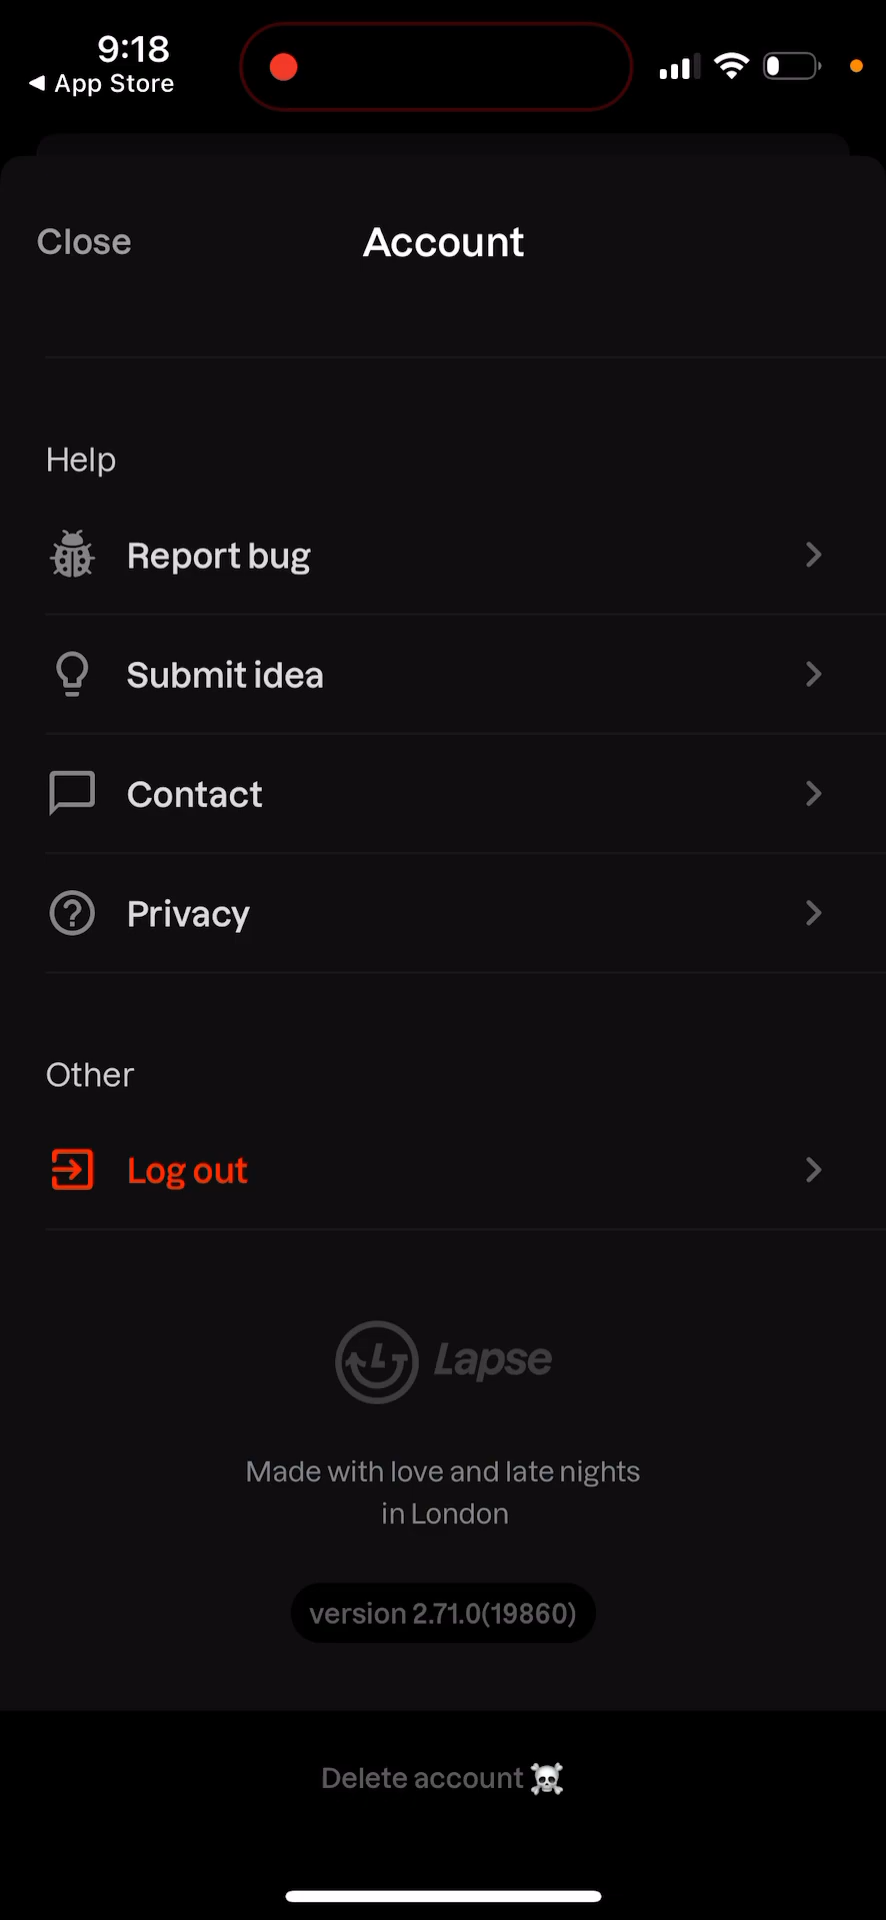 9:18
◀ App Store
Close
Account
Help
Report bug
Submit idea
Contact
Privacy
Other
Log out
Lapse
Made with love and late nights
in London
version 2.71.0(19860)
Delete account ☠️